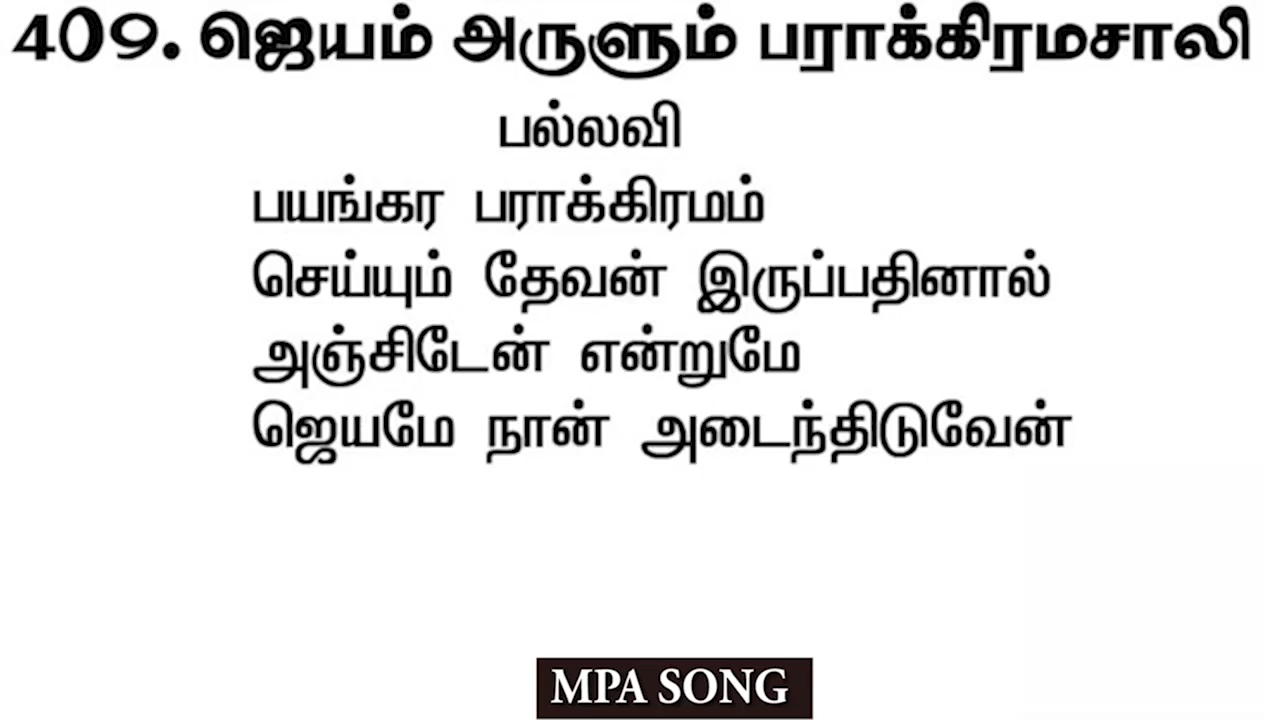 409. ஜெயம் அருளும் பராக்கிரமசாலி
பல்லவி
பயங்கர பராக்கிரமம்
செய்யும் தேவன் இருப்பதினால்
அஞ்சிடேன் என்றுமே
ஜெயமே நான் அடைந்திடுவேன்
MPA SONG